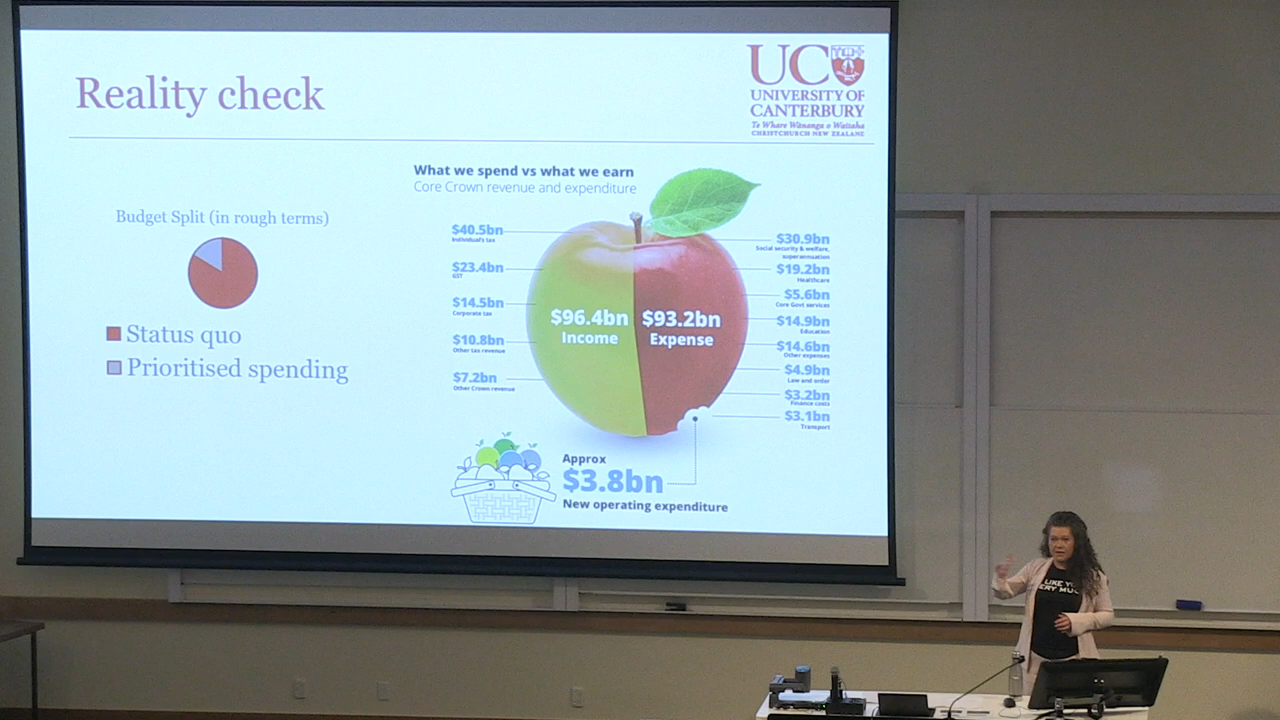 Reality check
UC
UNIVERSITY OF
CANTERBURY
Te Whare Wānanga o Waitaha
CHRISTCHURCH NEW ZEALAND
Budget Split (in rough terms)
Status quo
Prioritised spending
What we spend vs what we earn
Core Crown revenue and expenditure
$40.5bn
Individual's tax
$23.4bn
GST
$14.5bn
Corporate tax
$10.8bn
Other tax revenue
$7.2bn
Other Crown revenue
$96.4bn
Income
$93.2bn
Expense
$30.9bn
Social security & welfare,
superannuation
$19.2bn
Healthcare
$5.6bn
Core Govt services
$14.9bn
Education
$14.6bn
Other expenses
$4.9bn
Law and order
$3.2bn
Finance costs
$3.1bn
Transport
Approx
$3.8bn
New operating expenditure
LIKE